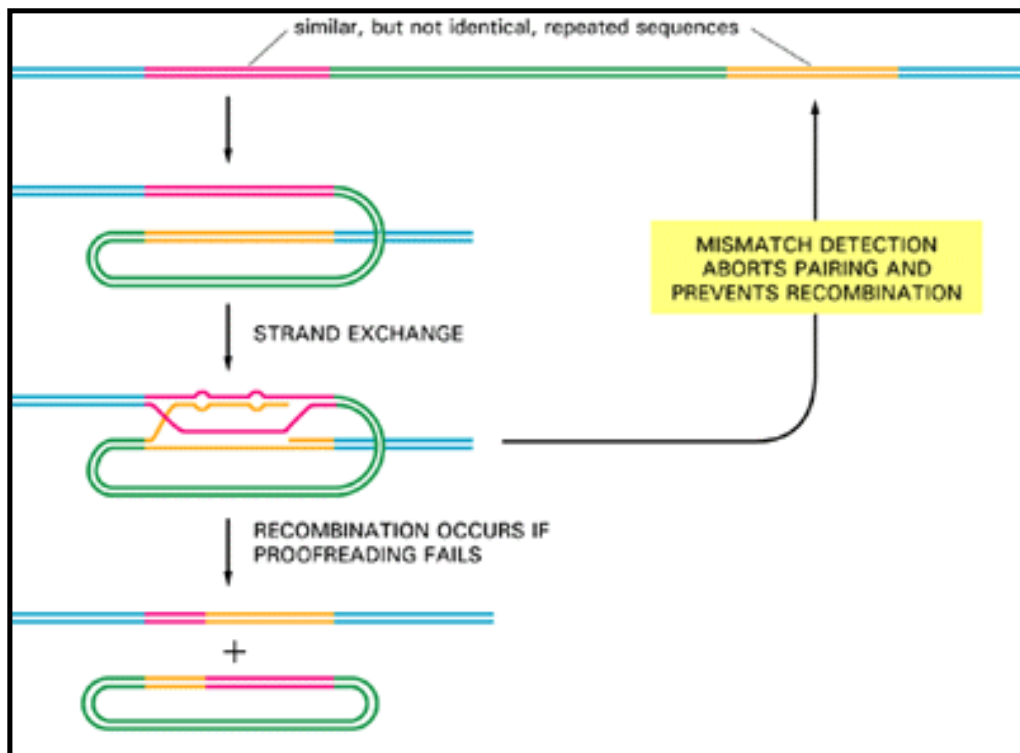 similar, but not identical, repeated sequences
MISMATCH DETECTION
ABORTS PAIRING AND
PREVENTS RECOMBINATION
STRAND EXCHANGE
RECOMBINATION OCCURS IF
PROOFREADING FAILS
+